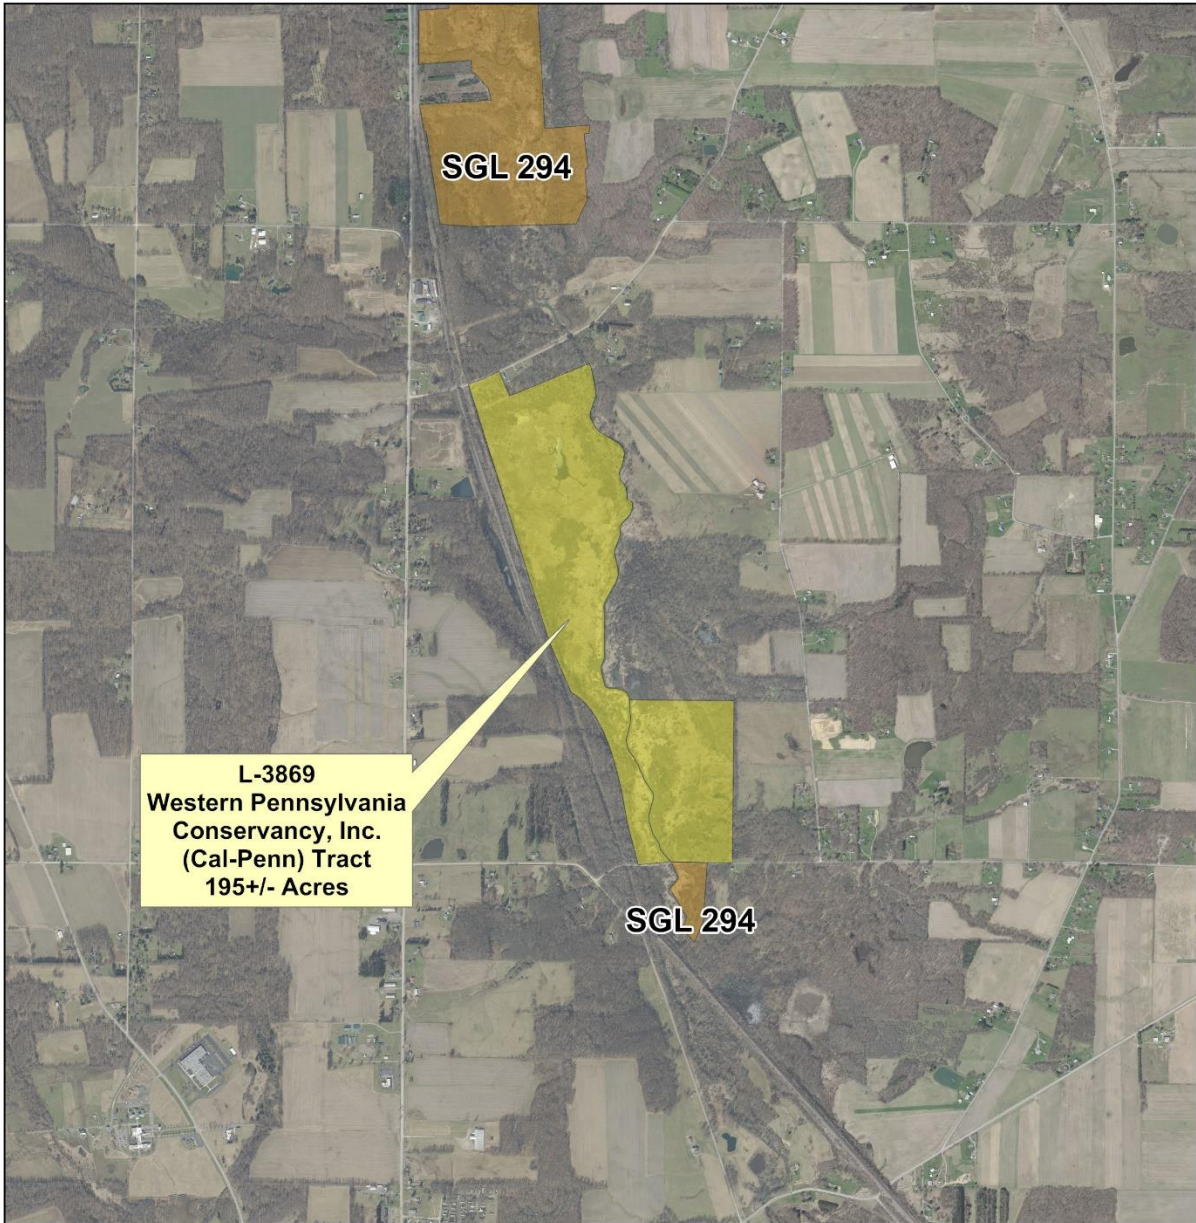 SGL 294
L-3869
Western Pennsylvania
Conservancy, Inc.
(Cal-Penn) Tract
195+/- Acres
SGL 294